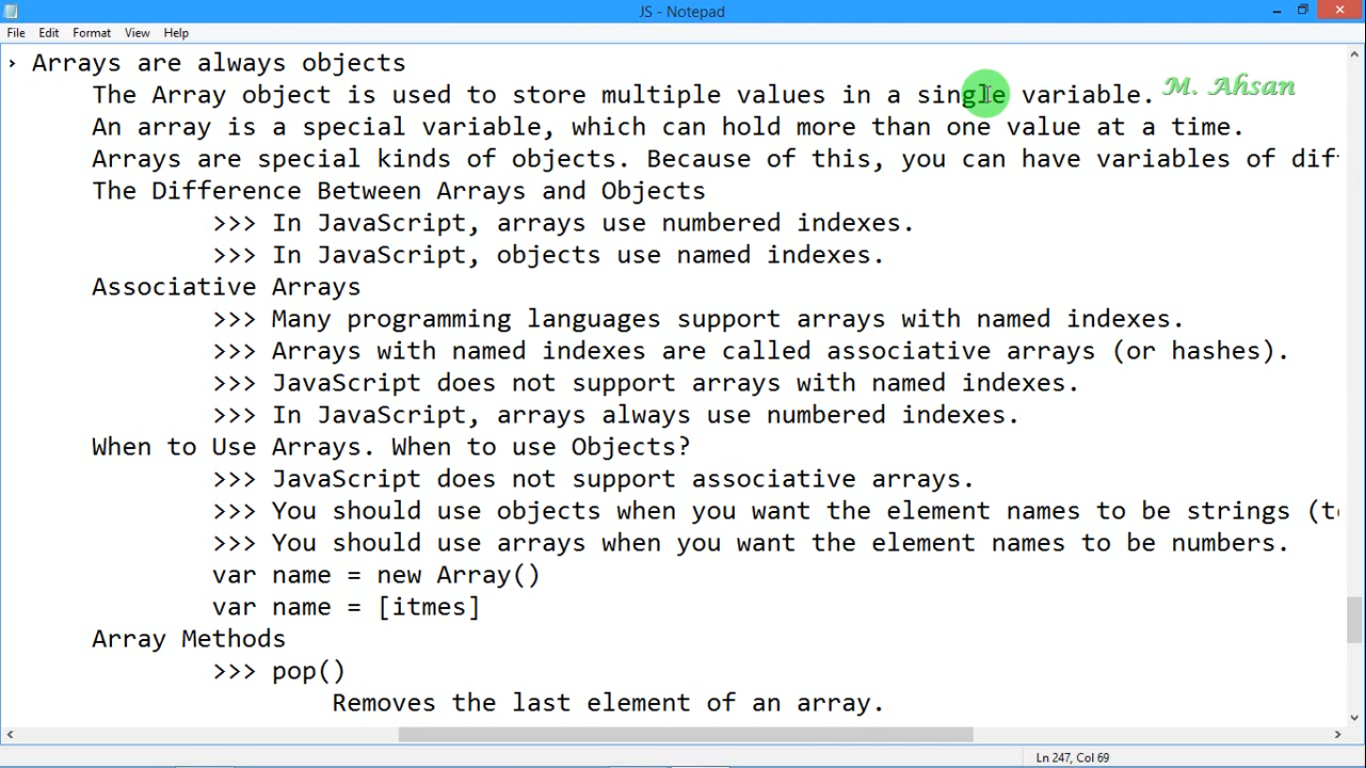 JS - Notepad
File Edit Format View Help
› Arrays are always objects
The Array object is used to store multiple values in a single variable.
M. Ahsan
An array is a special variable, which can hold more than one value at a time.
Arrays are special kinds of objects. Because of this, you can have variables of
The Difference Between Arrays and Objects
>>> In JavaScript, arrays use numbered indexes.
>>> In JavaScript, objects use named indexes.
Associative Arrays
>>> Many programming languages support arrays with named indexes.
>>> Arrays with named indexes are called associative arrays (or hashes).
>>> JavaScript does not support arrays with named indexes.
>>> In JavaScript, arrays always use numbered indexes.
When to Use Arrays. When to use Objects?
>>> JavaScript does not support associative arrays.
>>> You should use objects when you want the element names to be strings
>>> You should use arrays when you want the element names to be numbers.
var name = new Array()
var name = [itmes]
Array Methods
>>> pop()
Removes the last element of an array.
Ln 247, Col 69